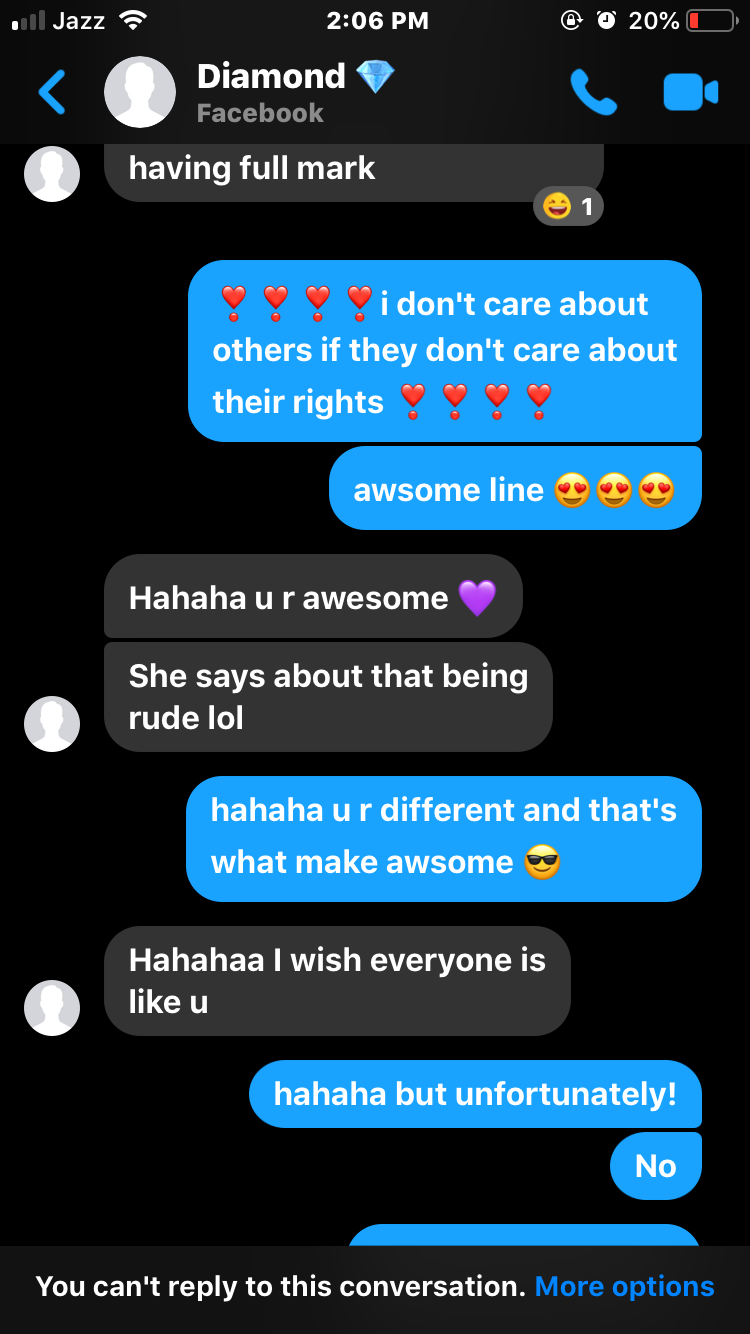 Jazz 2:06 PM 20%
Diamond 💎
Facebook
having full mark
😄 1
❣️❣️❣️❣️i don't care about
others if they don't care about
their rights ❣️❣️❣️❣️
awsome line 😍😍😍
Hahaha u r awesome 💜
She says about that being
rude lol
hahaha u r different and that's
what make awsome 😎
Hahahaa I wish everyone is
like u
hahaha but unfortunately!
No
You can't reply to this conversation. More options